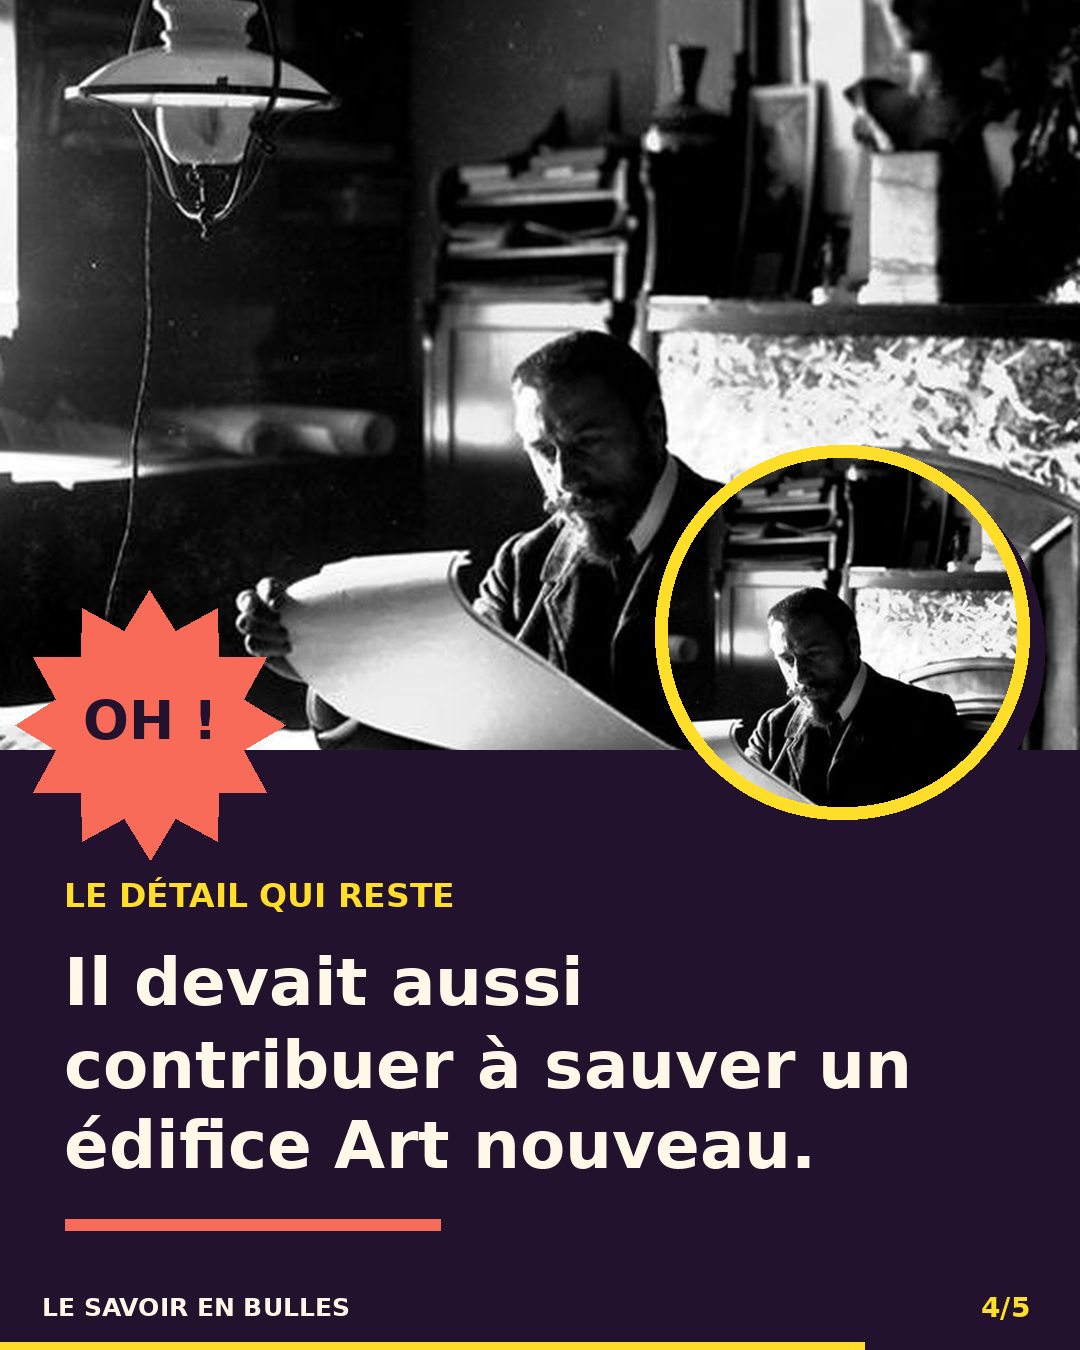 OH !
LE DÉTAIL QUI RESTE
Il devait aussi
contribuer à sauver un
édifice Art nouveau.
LE SAVOIR EN BULLES
4/5